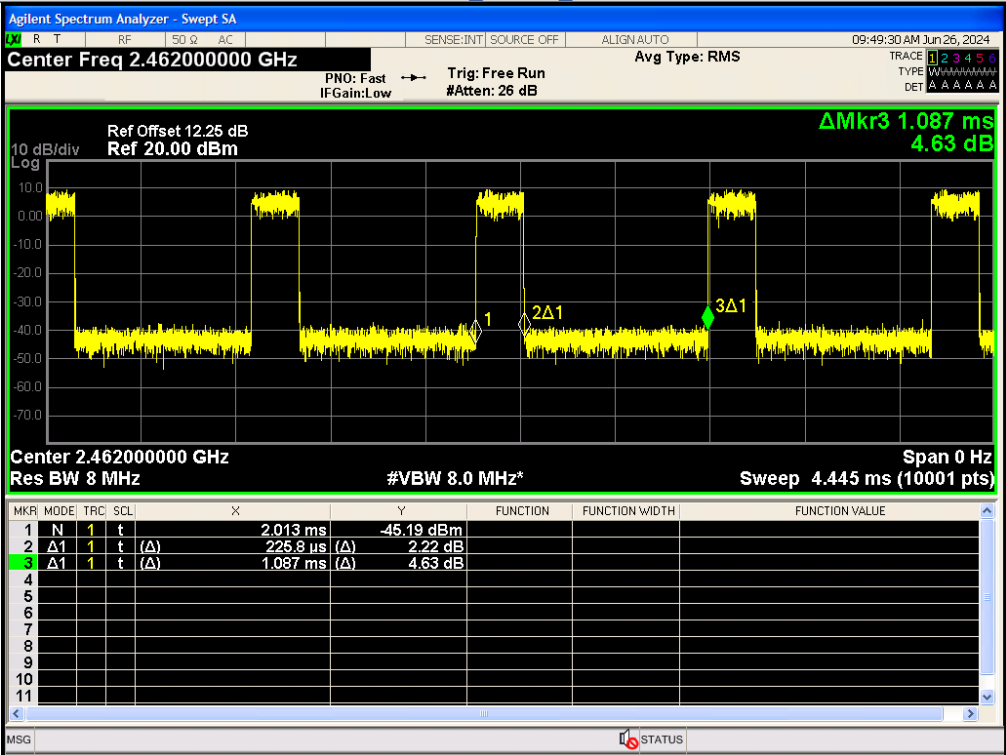 Agilent Spectrum Analyzer - Swept SA
LXI R T RF 50 Ω AC SENSE:INT SOURCE OFF ALIGN AUTO 09:49:30 AM Jun 26, 2024
Center Freq 2.462000000 GHz Avg Type: RMS TRACE 1 2 3 4 5 6
PNO: Fast Trig: Free Run TYPE W
IFGain:Low #Atten: 26 dB DET A A A A A A
ΔMkr3 1.087 ms
4.63 dB
Ref Offset 12.25 dB
10 dB/div Ref 20.00 dBm
Log
10.0
0.00
-10.0
-20.0
-30.0
-40.0
-50.0
-60.0
-70.0
1
2Δ1
3Δ1
Center 2.462000000 GHz Span 0 Hz
Res BW 8 MHz #VBW 8.0 MHz* Sweep 4.445 ms (10001 pts)
MKR MODE TRC SCL X Y FUNCTION FUNCTION WIDTH FUNCTION VALUE
1 N 1 t 2.013 ms -45.19 dBm
2 Δ1 1 t (Δ) 225.8 µs (Δ) 2.22 dB
3 Δ1 1 t (Δ) 1.087 ms (Δ) 4.63 dB
4
5
6
7
8
9
10
11
MSG STATUS